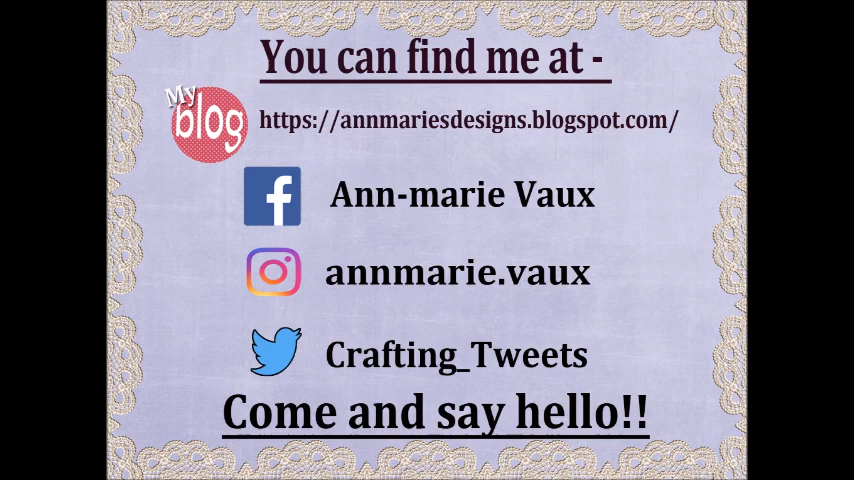 You can find me at -
My
blog
https://annmariesdesigns.blogspot.com/
f
Ann-marie Vaux
annmarie.vaux
Crafting_Tweets
Come and say hello!!